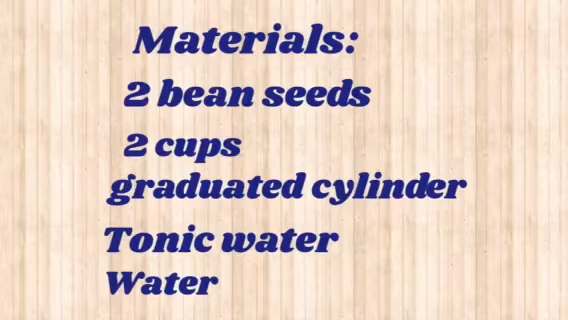 Materials:
2 bean seeds
2 cups
graduated cylinder
Tonic water
Water